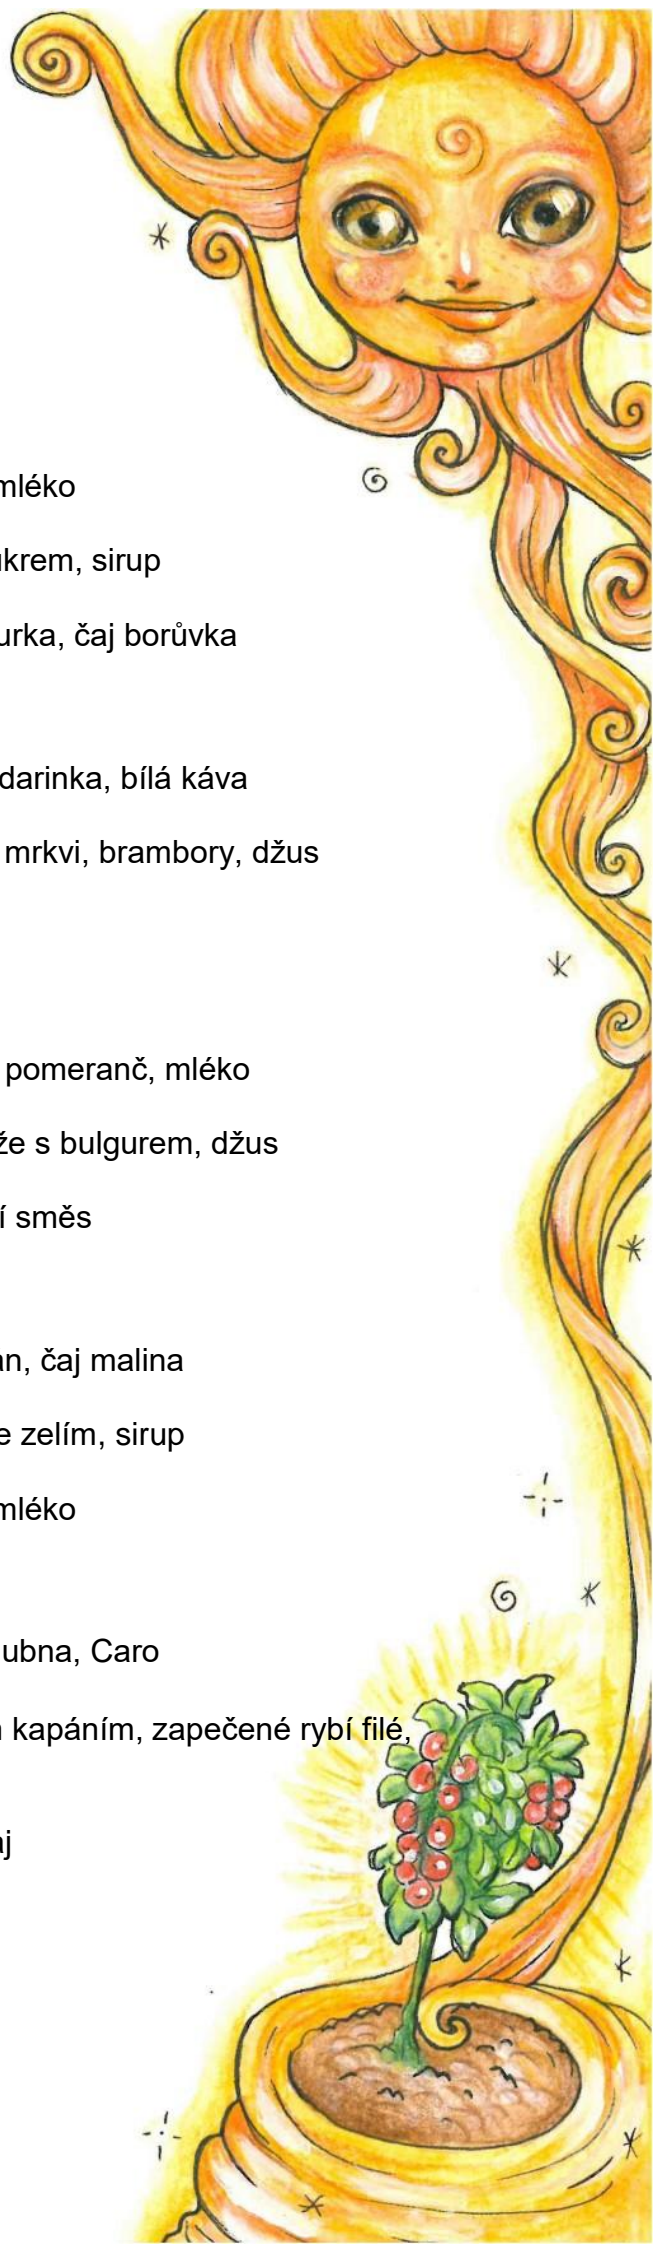 mléko
ukrem, sirup
urka, čaj borůvka
darinka, bílá káva
mrkvi, brambory, džus
pomeranč, mléko
že s bulgurem, džus
í směs
an, čaj malina
e zelím, sirup
mléko
ubna, Caro
kapáním, zapečené rybí filé,
aj